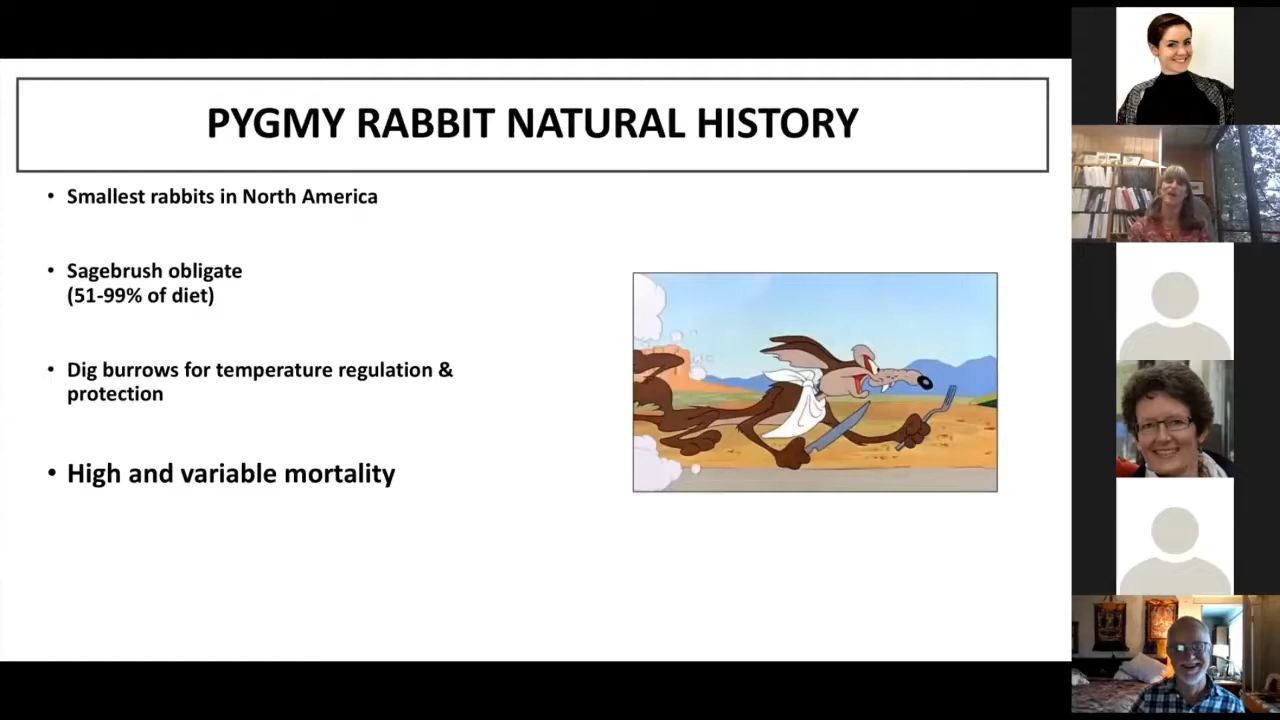 PYGMY RABBIT NATURAL HISTORY
• Smallest rabbits in North America
• Sagebrush obligate
(51-99% of diet)
• Dig burrows for temperature regulation &
protection
• High and variable mortality